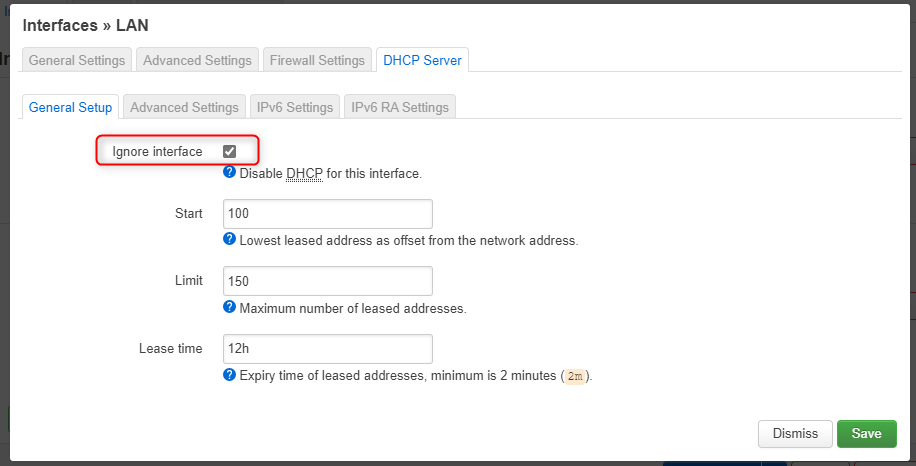 Interfaces » LAN
General Settings Advanced Settings Firewall Settings DHCP Server
General Setup Advanced Settings IPv6 Settings IPv6 RA Settings
Ignore interface
? Disable DHCP for this interface.
Start 100
? Lowest leased address as offset from the network address.
Limit 150
? Maximum number of leased addresses.
Lease time 12h
? Expiry time of leased addresses, minimum is 2 minutes (2m).
Dismiss Save